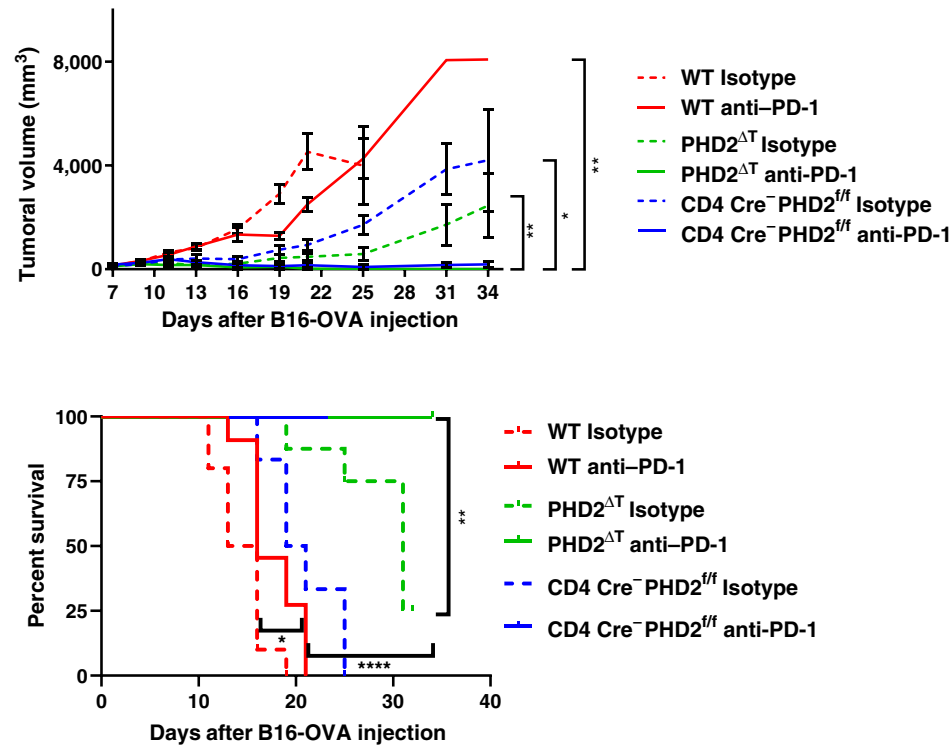 Tumoral volume (mm³)
8,000
4,000
0
7 10 13 16 19 22 25 28 31 34
Days after B16-OVA injection
**
*
**
WT Isotype
WT anti–PD-1
PHD2ΔT Isotype
PHD2ΔT anti-PD-1
CD4 Cre⁻PHD2f/f Isotype
CD4 Cre⁻PHD2f/f anti-PD-1
Percent survival
100
75
50
25
0
0 10 20 30 40
Days after B16-OVA injection
*
****
**
WT Isotype
WT anti–PD-1
PHD2ΔT Isotype
PHD2ΔT anti–PD-1
CD4 Cre⁻PHD2f/f Isotype
CD4 Cre⁻PHD2f/f anti-PD-1